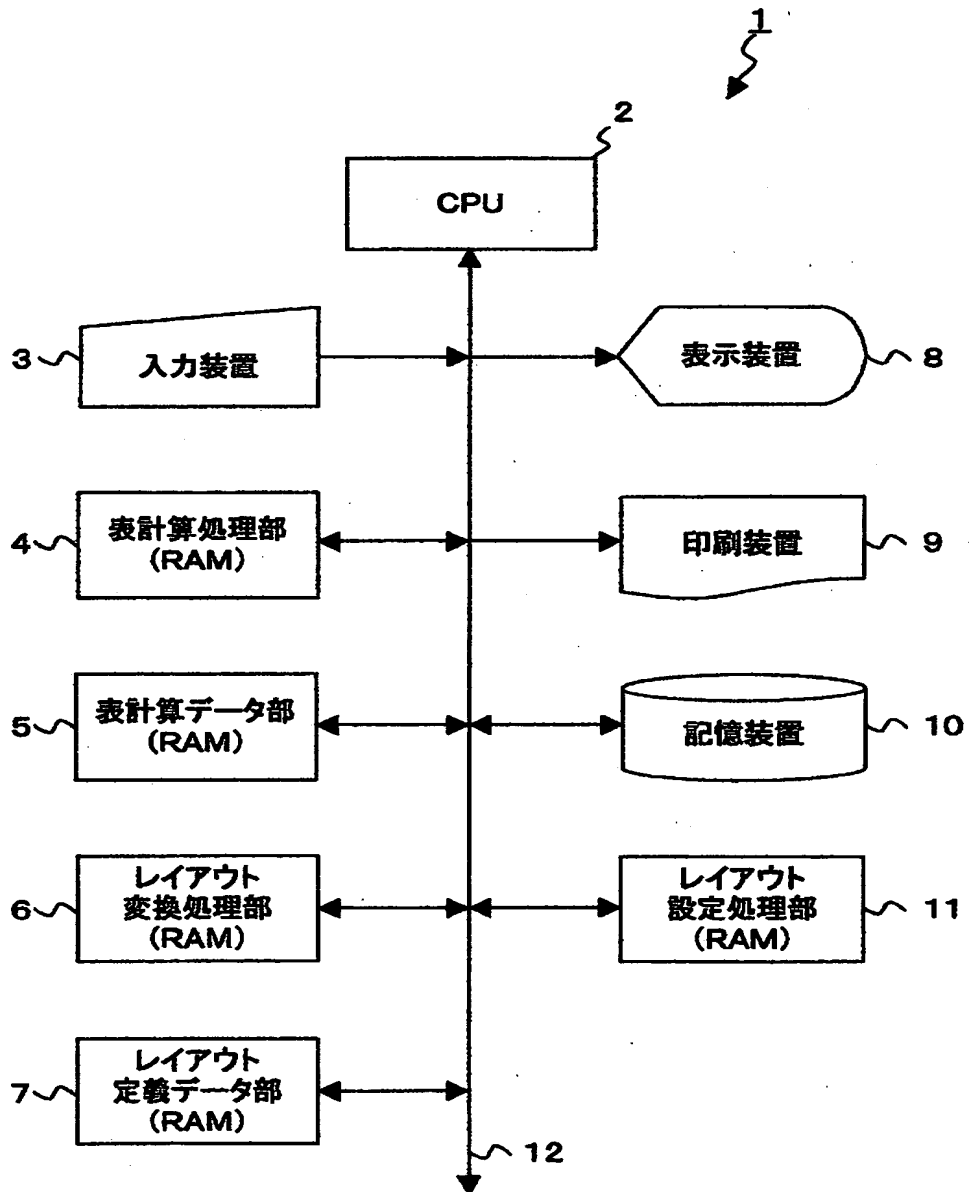 1
2
CPU
3
入力装置
表示装置
8
4
表計算処理部
(RAM)
印刷装置
9
5
表計算データ部
(RAM)
記憶装置
10
6
レイアウト
変換処理部
(RAM)
レイアウト
設定処理部
(RAM)
11
7
レイアウト
定義データ部
(RAM)
12